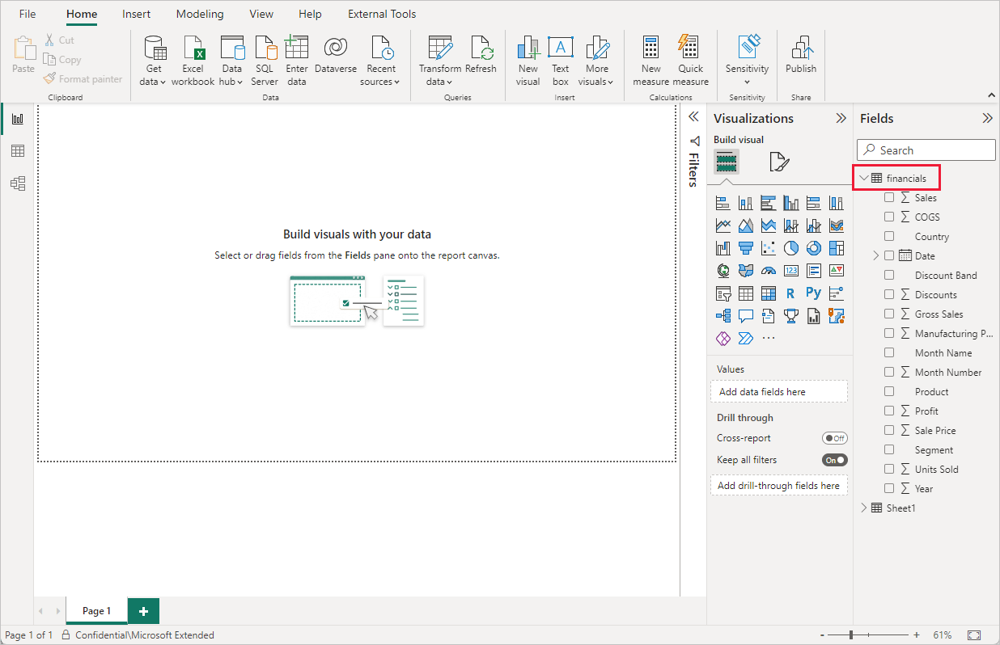 File Home Insert Modeling View Help External Tools
Paste
Cut
Copy
Format painter
Clipboard
Get data
Excel workbook
Data hub
SQL Server
Enter data
Dataverse
Recent sources
Data
Transform data
Refresh
Queries
New visual
Text box
More visuals
Insert
New measure
Quick measure
Calculations
Sensitivity
Sensitivity
Publish
Share
Build visuals with your data
Select or drag fields from the Fields pane onto the report canvas.
Filters
Visualizations
Build visual
123
R
Py
Values
Add data fields here
Drill through
Cross-report Off
Keep all filters On
Add drill-through fields here
Fields
Search
financials
Sales
COGS
Country
Date
Discount Band
Discounts
Gross Sales
Manufacturing P...
Month Name
Month Number
Product
Profit
Sale Price
Segment
Units Sold
Year
Sheet1
Page 1
Page 1 of 1 Confidential\Microsoft Extended - + 61%